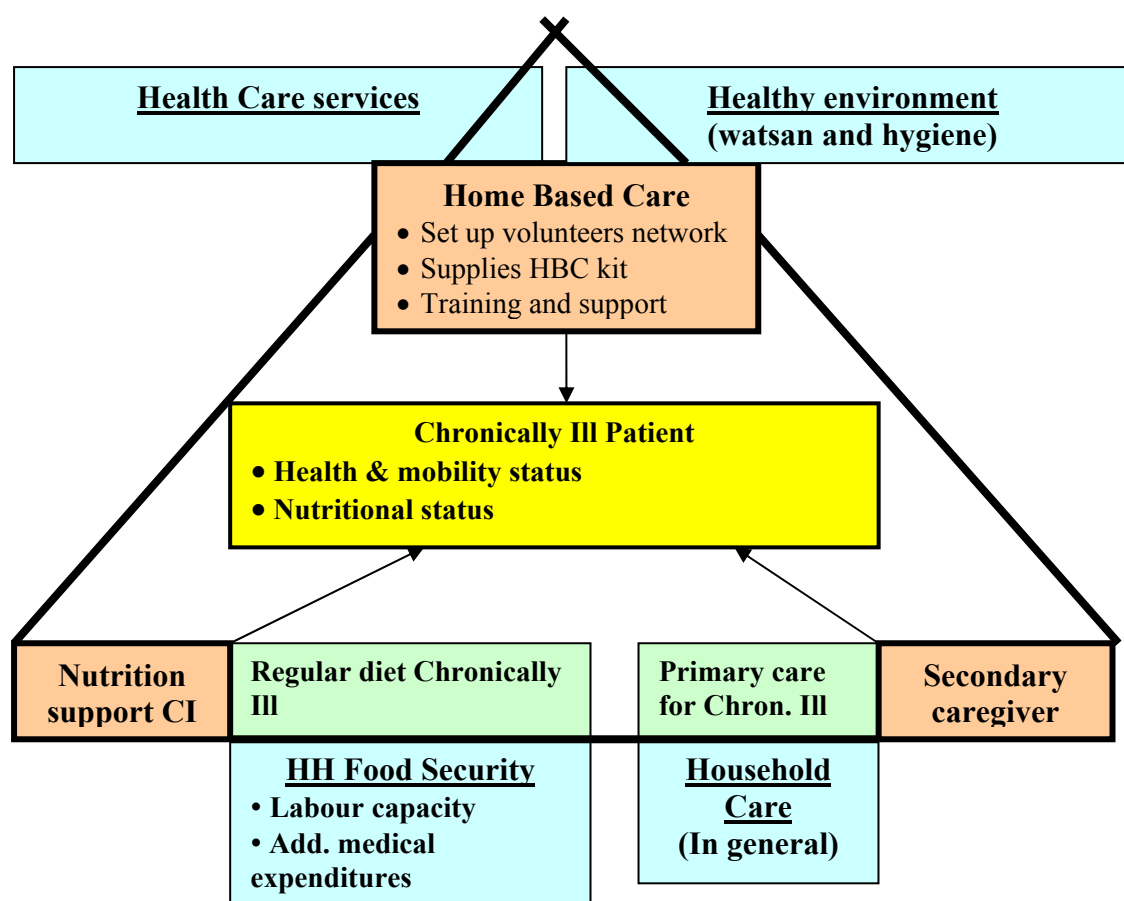 Health Care services
Healthy environment
(watsan and hygiene)
Home Based Care
• Set up volunteers network
• Supplies HBC kit
• Training and support
Chronically Ill Patient
• Health & mobility status
• Nutritional status
Nutrition
support CI
Regular diet Chronically
Ill
Primary care
for Chron. Ill
Secondary
caregiver
HH Food Security
• Labour capacity
• Add. medical
expenditures
Household
Care
(In general)